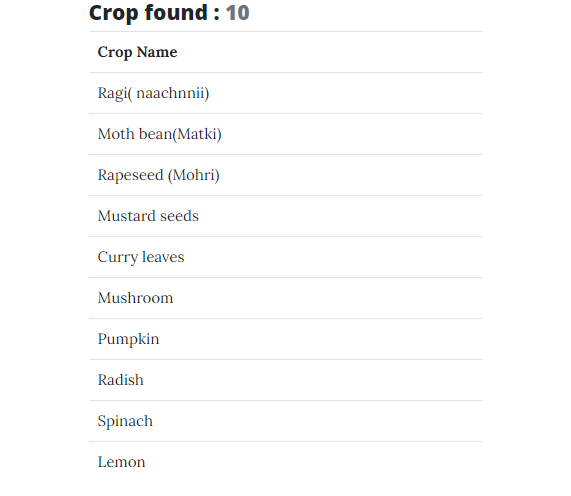 Crop found : 10
Crop Name
Ragi( naachnnii)
Moth bean(Matki)
Rapeseed (Mohri)
Mustard seeds
Curry leaves
Mushroom
Pumpkin
Radish
Spinach
Lemon